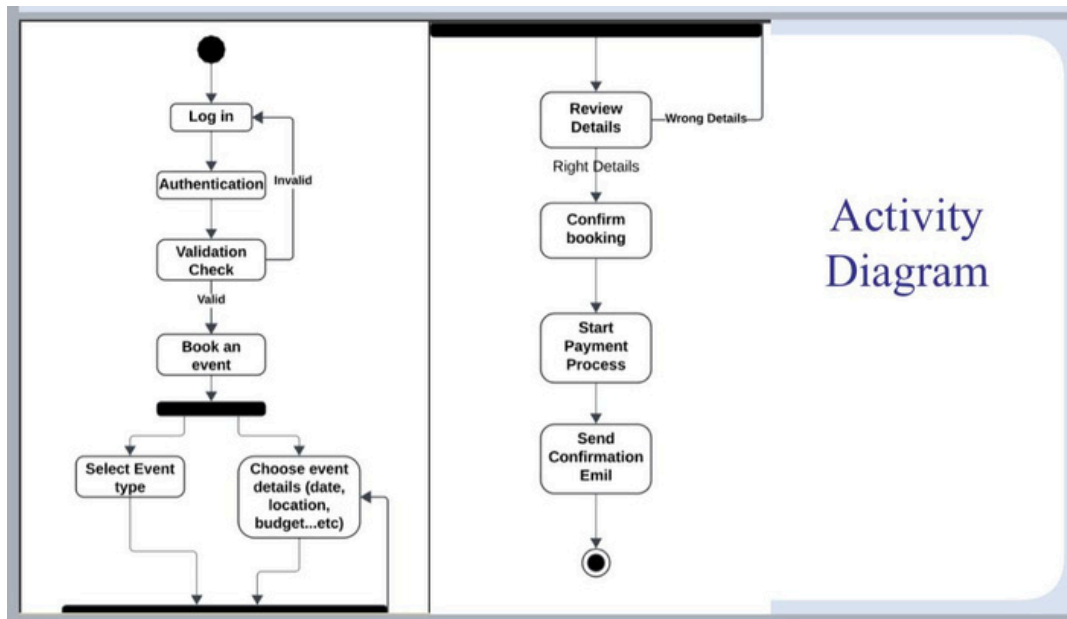 Log in
Authentication
Invalid
Validation
Check
Valid
Book an
event
Select Event
type
Choose event
details (date,
location,
budget...etc)
Review
Details
Wrong Details
Right Details
Confirm
booking
Start
Payment
Process
Send
Confirmation
Emil
Activity
Diagram